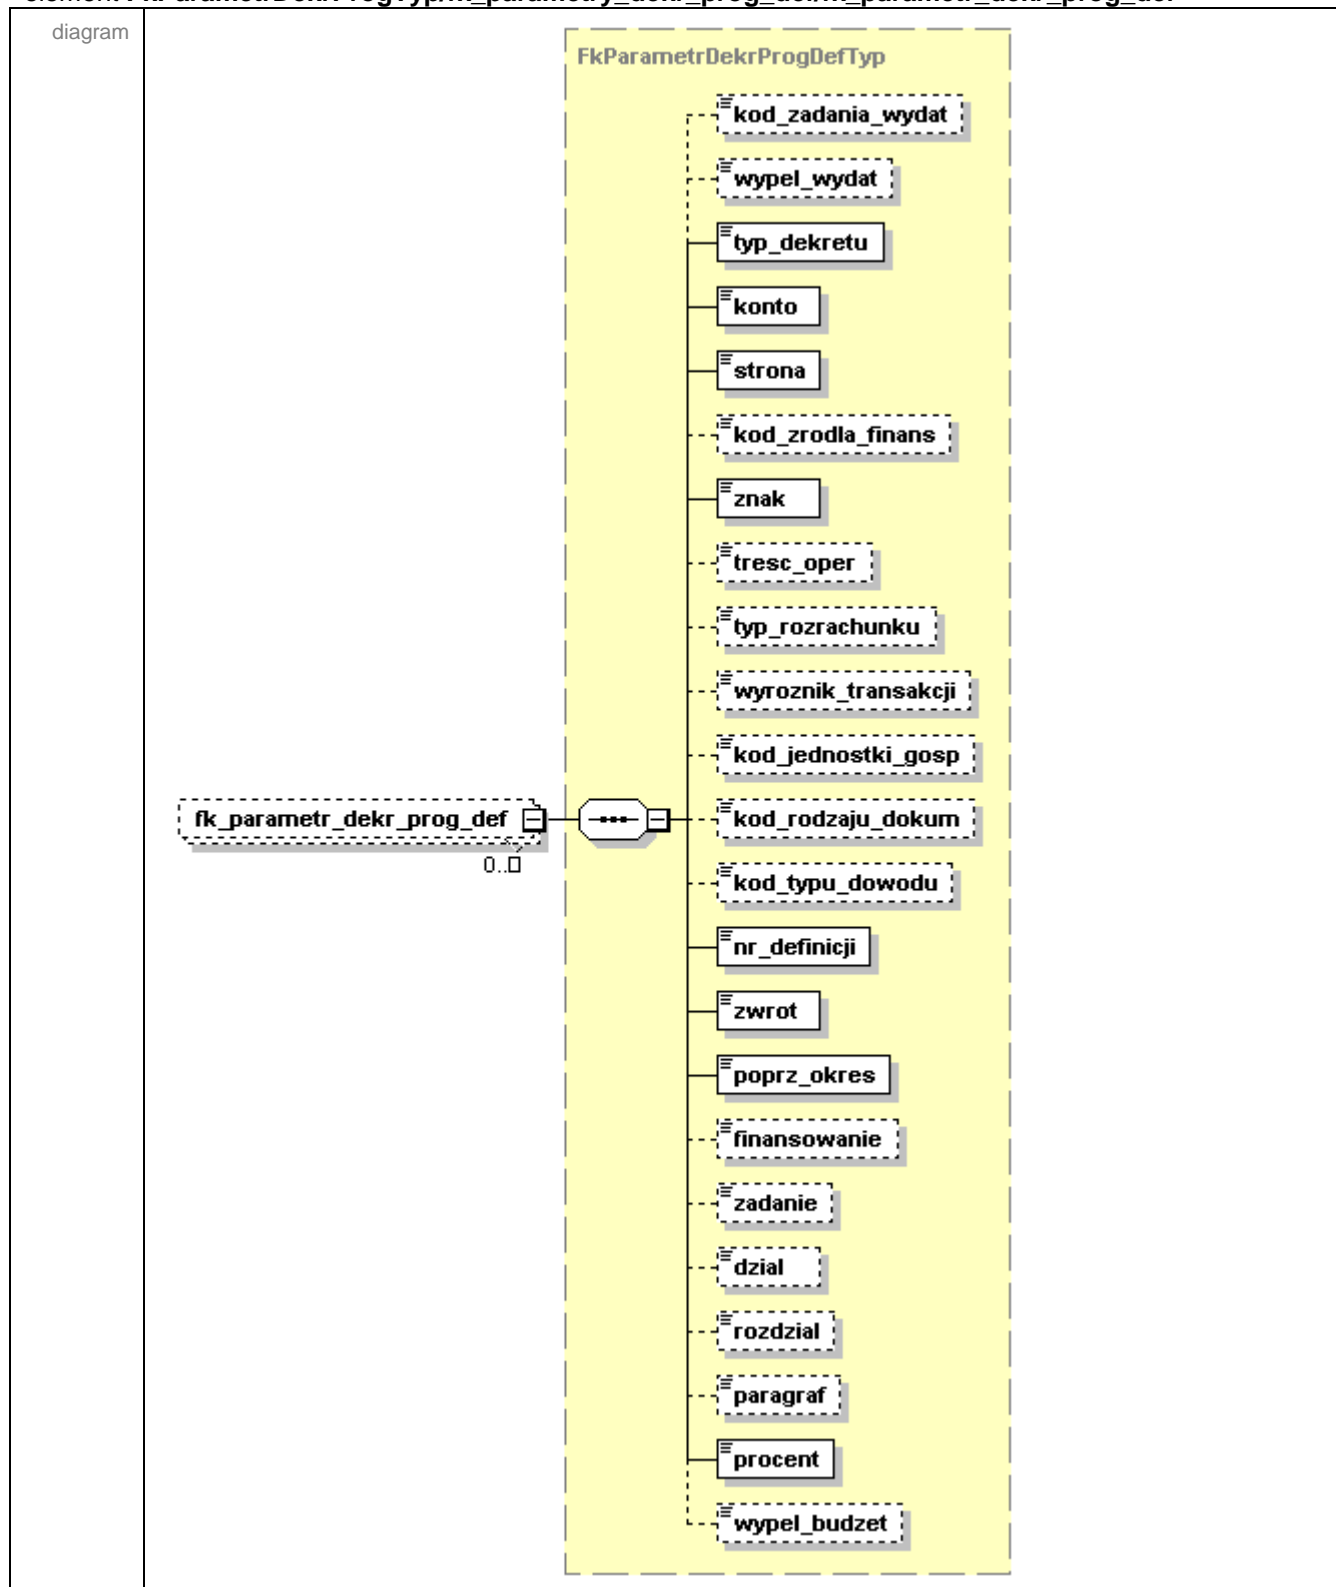 diagram
FkParametrDekrProgDefTyp
kod_zadania_wydat
wypel_wydat
typ_dekretu
konto
strona
kod_zrodla_finans
znak
tresc_oper
typ_rozrachunku
wyroznik_transakcji
kod_jednostki_gosp
fk_parametr_dekr_prog_def
kod_rodzaju_dokum
0..
kod_typu_dowodu
nr_definicji
zwrot
poprz_okres
finansowanie
zadanie
dzial
rozdzial
paragraf
procent
wypel_budzet